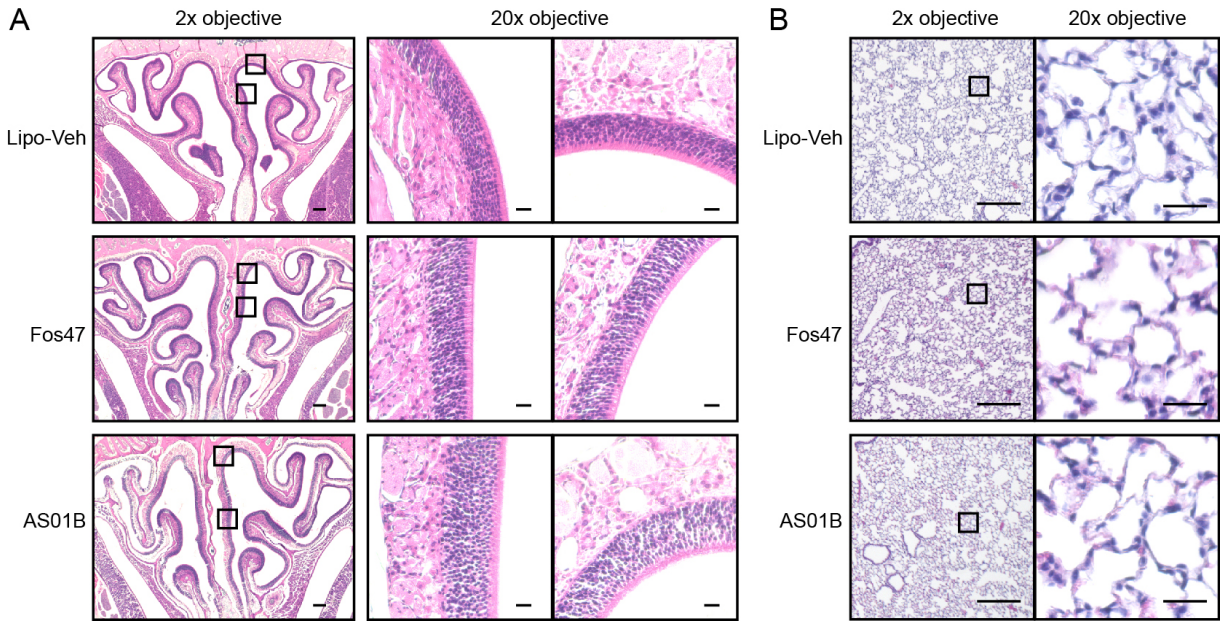 A
2x objective
20x objective
B
2x objective
20x objective
Lipo-Veh
Lipo-Veh
Fos47
Fos47
AS01B
AS01B